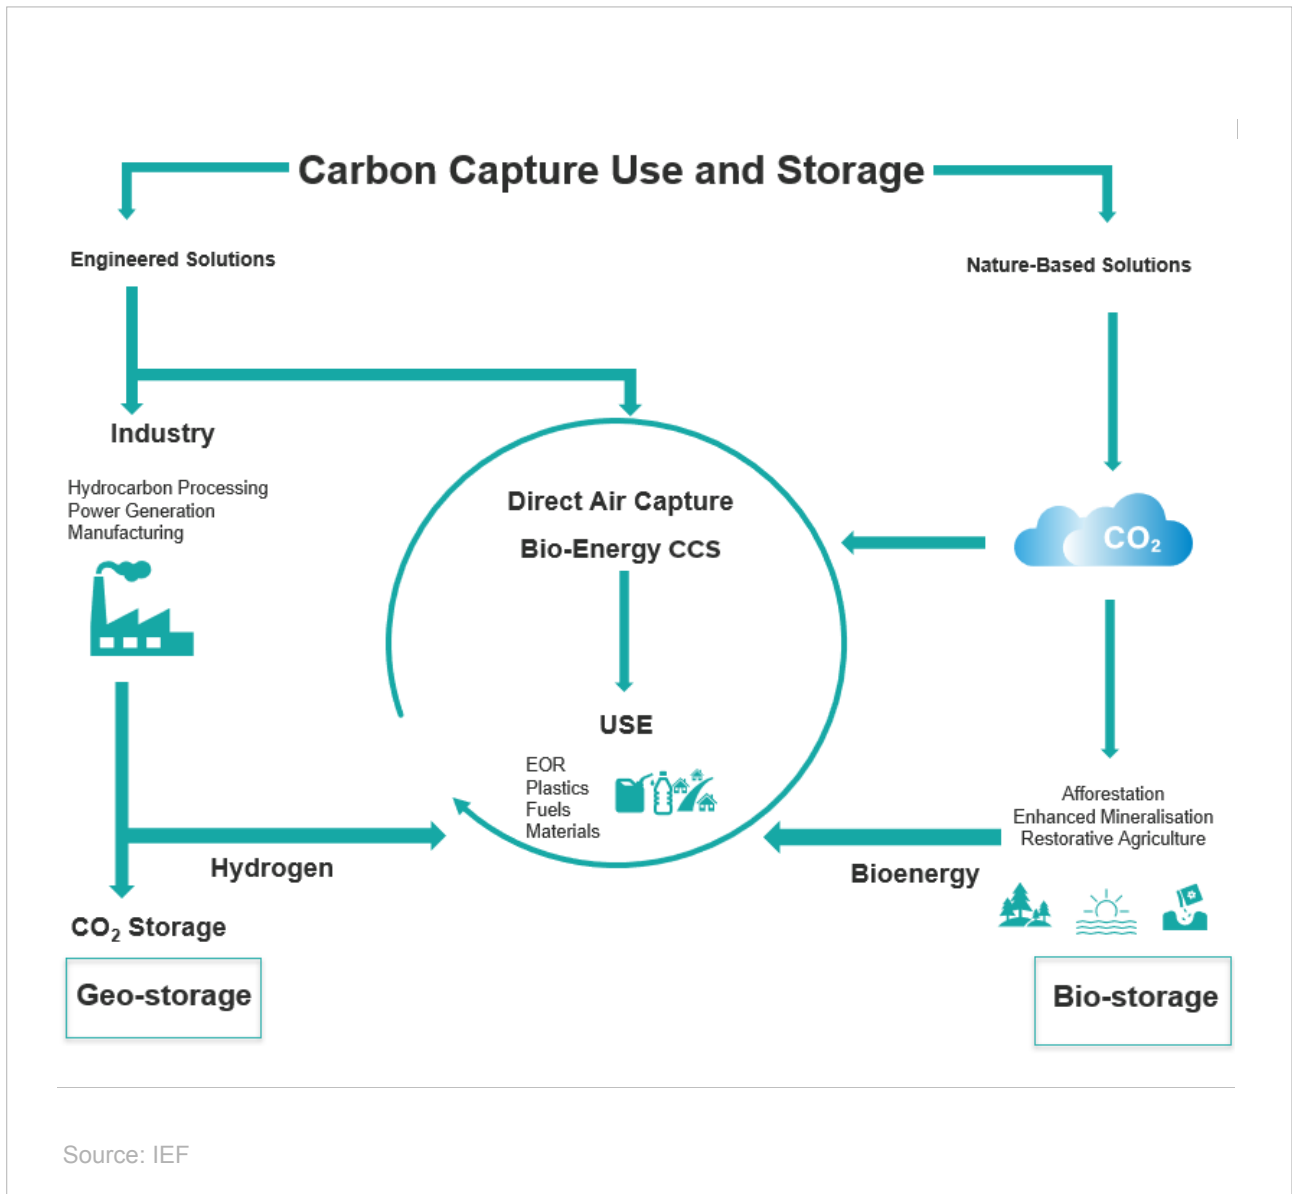 Carbon Capture Use and Storage
Engineered Solutions
Nature-Based Solutions
Industry
Hydrocarbon Processing
Power Generation
Manufacturing
Direct Air Capture
Bio-Energy CCS
CO₂
USE
EOR
Plastics
Fuels
Materials
Afforestation
Enhanced Mineralisation
Restorative Agriculture
Hydrogen
Bioenergy
CO₂ Storage
Geo-storage
Bio-storage
Source: IEF